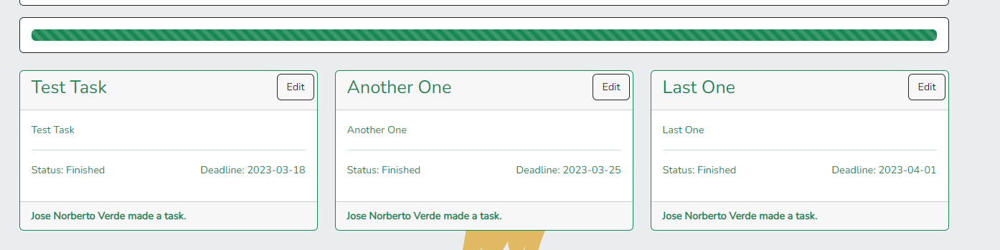 Test Task
Edit
Another One
Edit
Last One
Edit
Test Task
Another One
Last One
Status: Finished
Deadline: 2023-03-18
Status: Finished
Deadline: 2023-03-25
Status: Finished
Deadline: 2023-04-01
Jose Norberto Verde made a task.
Jose Norberto Verde made a task.
Jose Norberto Verde made a task.